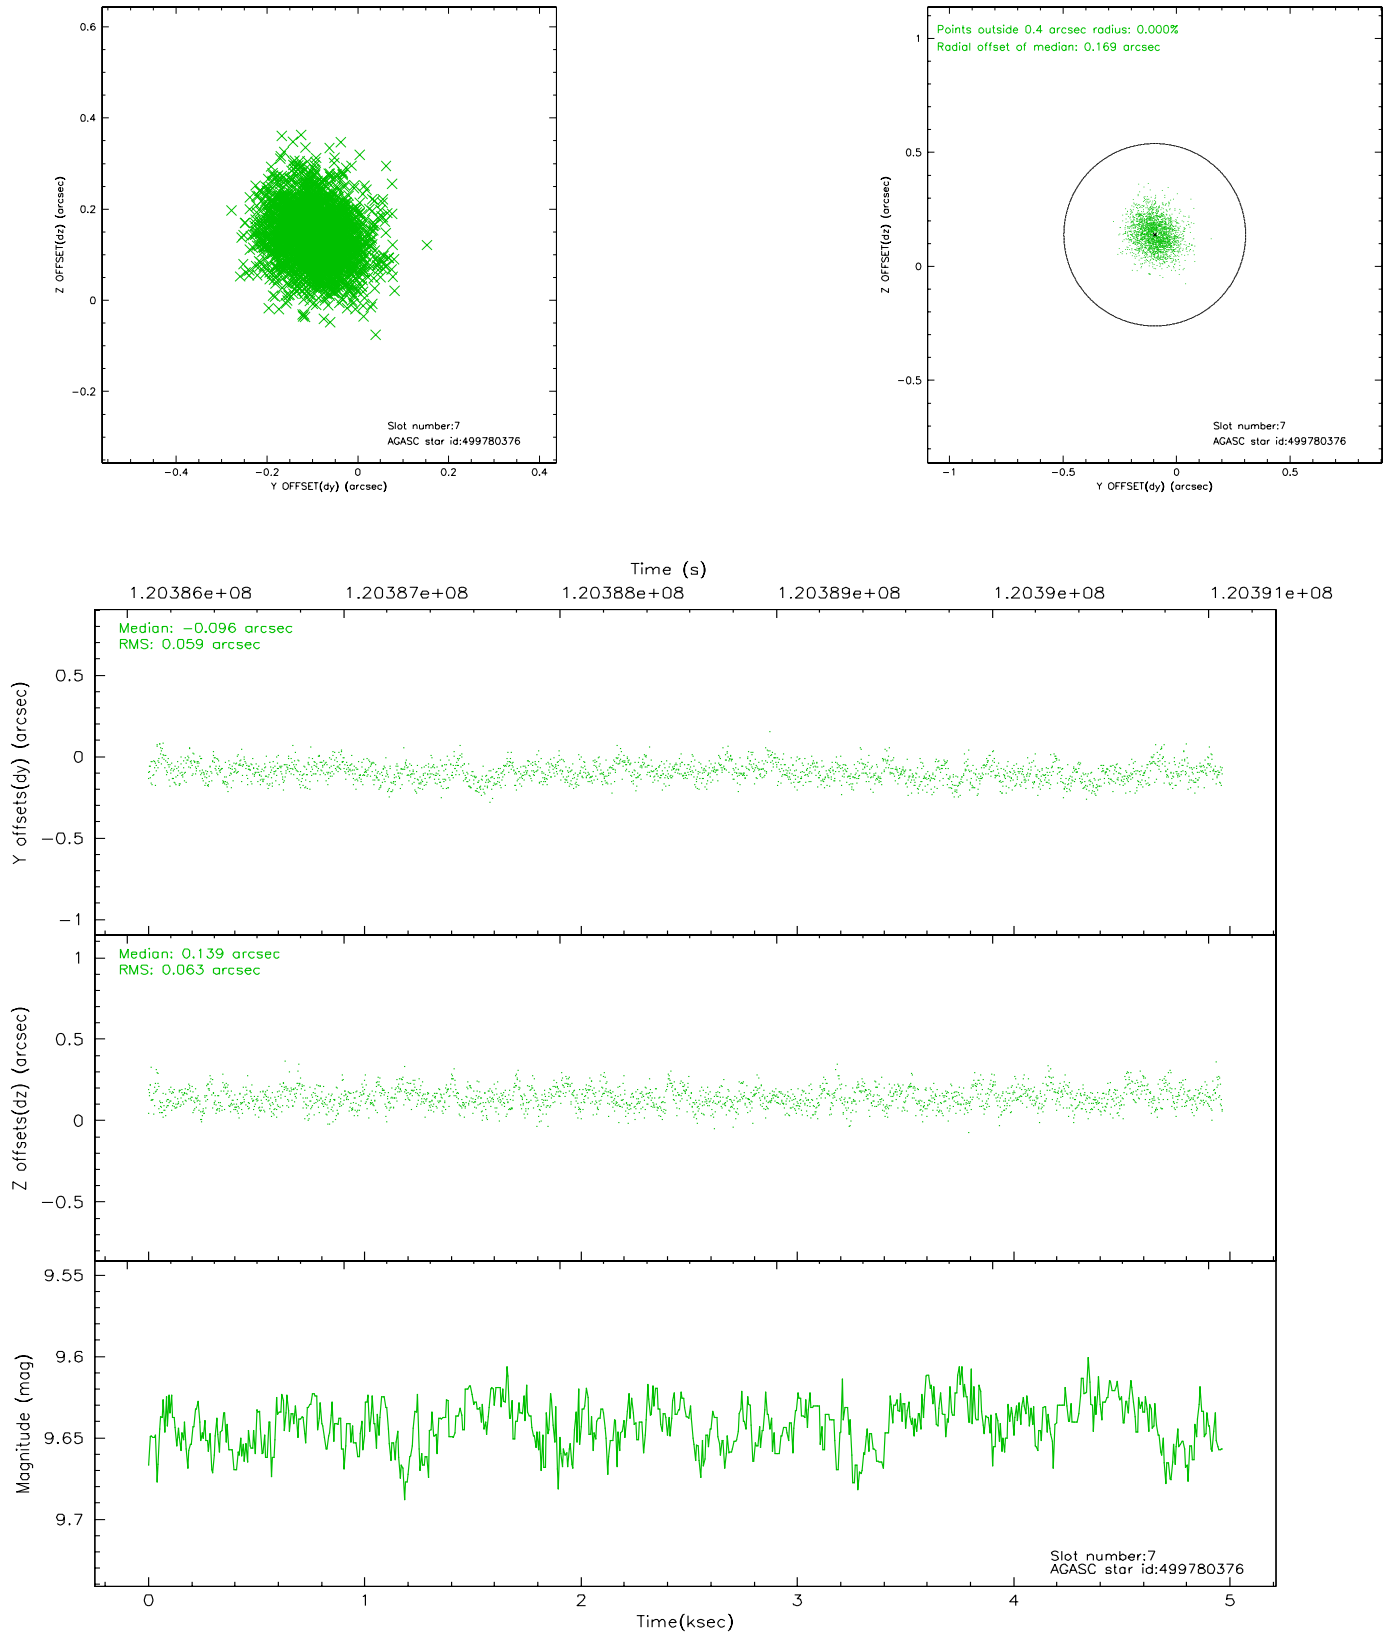 0.6
0.4
0.2
0
−0.2
Z OFFSET(dz) (arcsec)
Slot number:7
AGASC star id:499780376
−0.4 −0.2 0 0.2 0.4
Y OFFSET(dy) (arcsec)
Points outside 0.4 arcsec radius: 0.000%
Radial offset of median: 0.169 arcsec
1
0.5
0
−0.5
Z OFFSET(dz) (arcsec)
Slot number:7
AGASC star id:499780376
−1 −0.5 0 0.5
Y OFFSET(dy) (arcsec)
Time (s)
1.20386e+08 1.20387e+08 1.20388e+08 1.20389e+08 1.2039e+08 1.20391e+08
Median: −0.096 arcsec
RMS: 0.059 arcsec
0.5
0
−0.5
−1
Y offsets(dy) (arcsec)
Median: 0.139 arcsec
RMS: 0.063 arcsec
1
0.5
0
−0.5
Z offsets(dz) (arcsec)
9.55
9.6
9.65
9.7
Magnitude (mag)
Slot number:7
AGASC star id:499780376
0 1 2 3 4 5
Time(ksec)